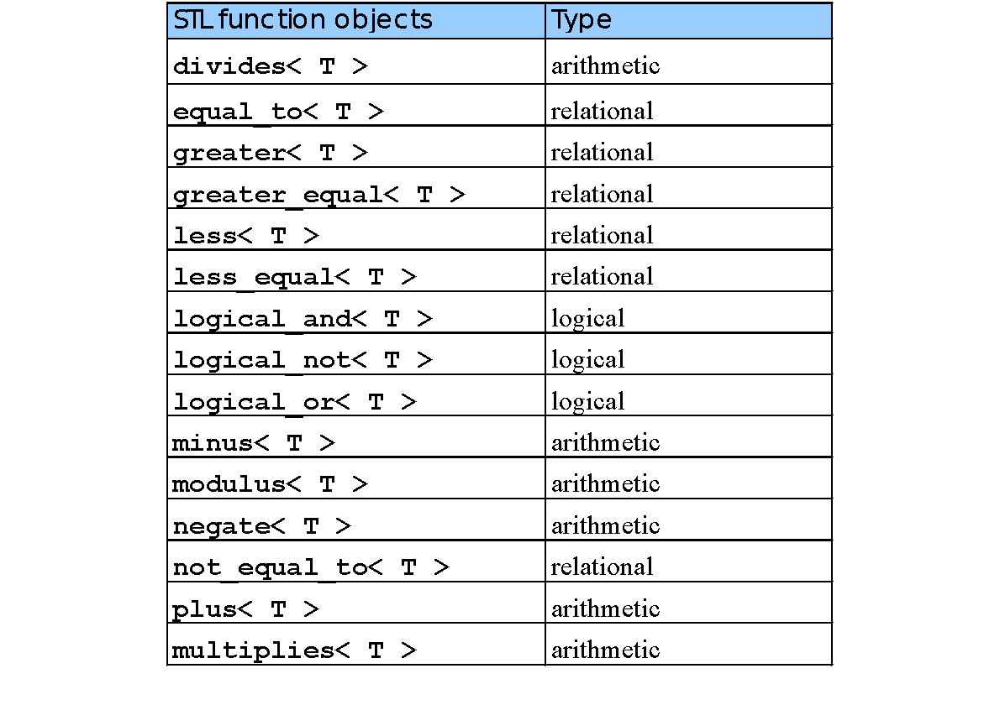 STL function objects Type
divides< T > arithmetic
equal_to< T > relational
greater< T > relational
greater_equal< T > relational
less< T > relational
less_equal< T > relational
logical_and< T > logical
logical_not< T > logical
logical_or< T > logical
minus< T > arithmetic
modulus< T > arithmetic
negate< T > arithmetic
not_equal_to< T > relational
plus< T > arithmetic
multiplies< T > arithmetic